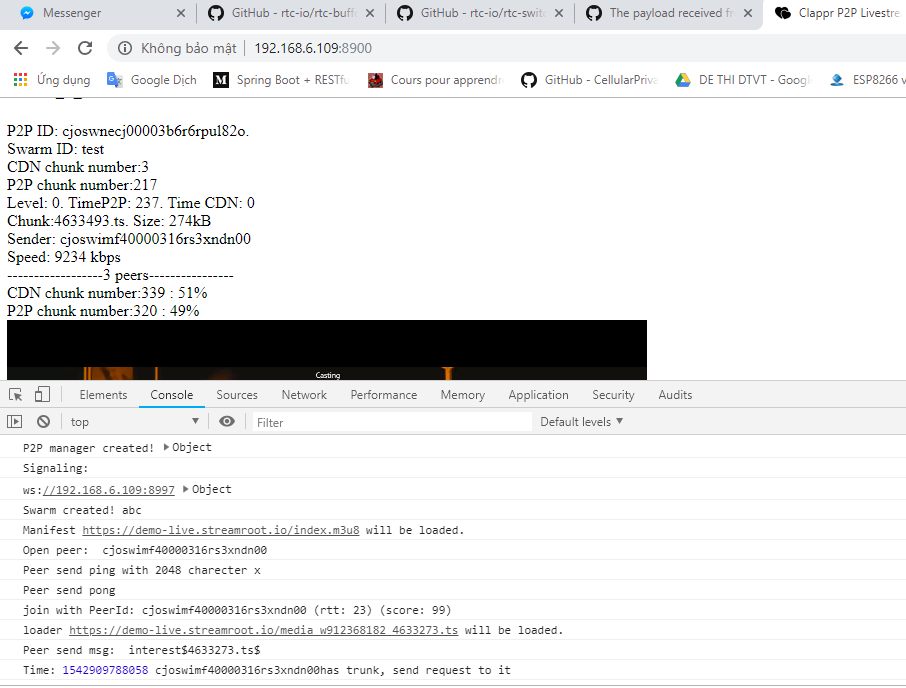 Messenger
GitHub - rtc-io/rtc-buff
GitHub - rtc-io/rtc-switc
The payload received fr
Clappr P2P Livestre
Không bảo mật | 192.168.6.109:8900
Ứng dụng
Google Dịch
Spring Boot + RESTfu
Cours pour apprendr
GitHub - CellularPriva
DE THI DTVT - Googl
ESP8266 v
P2P ID: cjoswnecj00003b6r6rpul82o.
Swarm ID: test
CDN chunk number:3
P2P chunk number:217
Level: 0. TimeP2P: 237. Time CDN: 0
Chunk:4633493.ts. Size: 274kB
Sender: cjoswimf40000316rs3xndn00
Speed: 9234 kbps
------------------3 peers----------------
CDN chunk number:339 : 51%
P2P chunk number:320 : 49%
Casting
Elements Console Sources Network Performance Memory Application Security Audits
top Filter Default levels
P2P manager created! Object
Signaling:
ws://192.168.6.109:8997 Object
Swarm created! abc
Manifest https://demo-live.streamroot.io/index.m3u8 will be loaded.
Open peer: cjoswimf40000316rs3xndn00
Peer send ping with 2048 charecter x
Peer send pong
join with PeerId: cjoswimf40000316rs3xndn00 (rtt: 23) (score: 99)
loader https://demo-live.streamroot.io/media_w912368182_4633273.ts will be loaded.
Peer send msg: interest$4633273.ts$
Time: 1542909788058 cjoswimf40000316rs3xndn00has trunk, send request to it